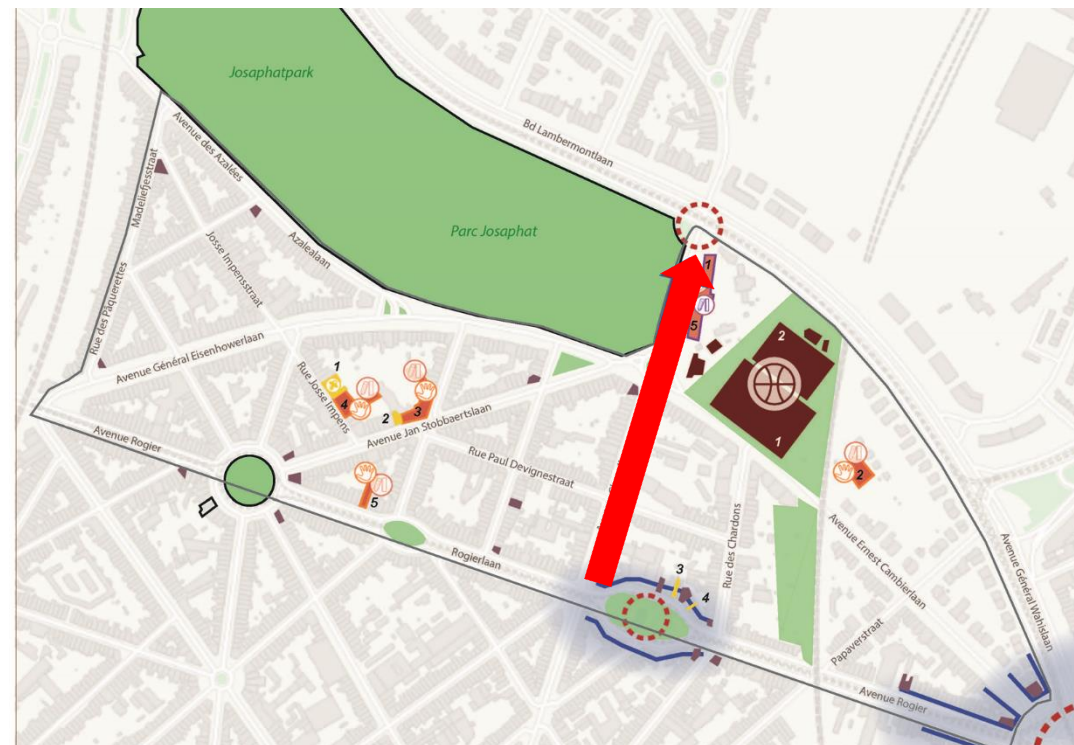 Josaphatpark
Bd Lambermontlaan
Avenue des Azalées
Madeliefjesstraat
Parc Josaphat
Azalealaan
Josse Impensstraat
1
5
Rue des Pâquerettes
2
1
Avenue Général Eisenhowerlaan
1
Rue Josse Impens
4
3
2
Avenue Jan Stobbaertslaan
Avenue Rogier
Rue Paul Devignestraat
2
5
Rue des Chardons
Avenue Ernest Cambierlaan
Avenue Général Wahislaan
Rogierlaan
3
4
Papaverstraat
Avenue Rogier